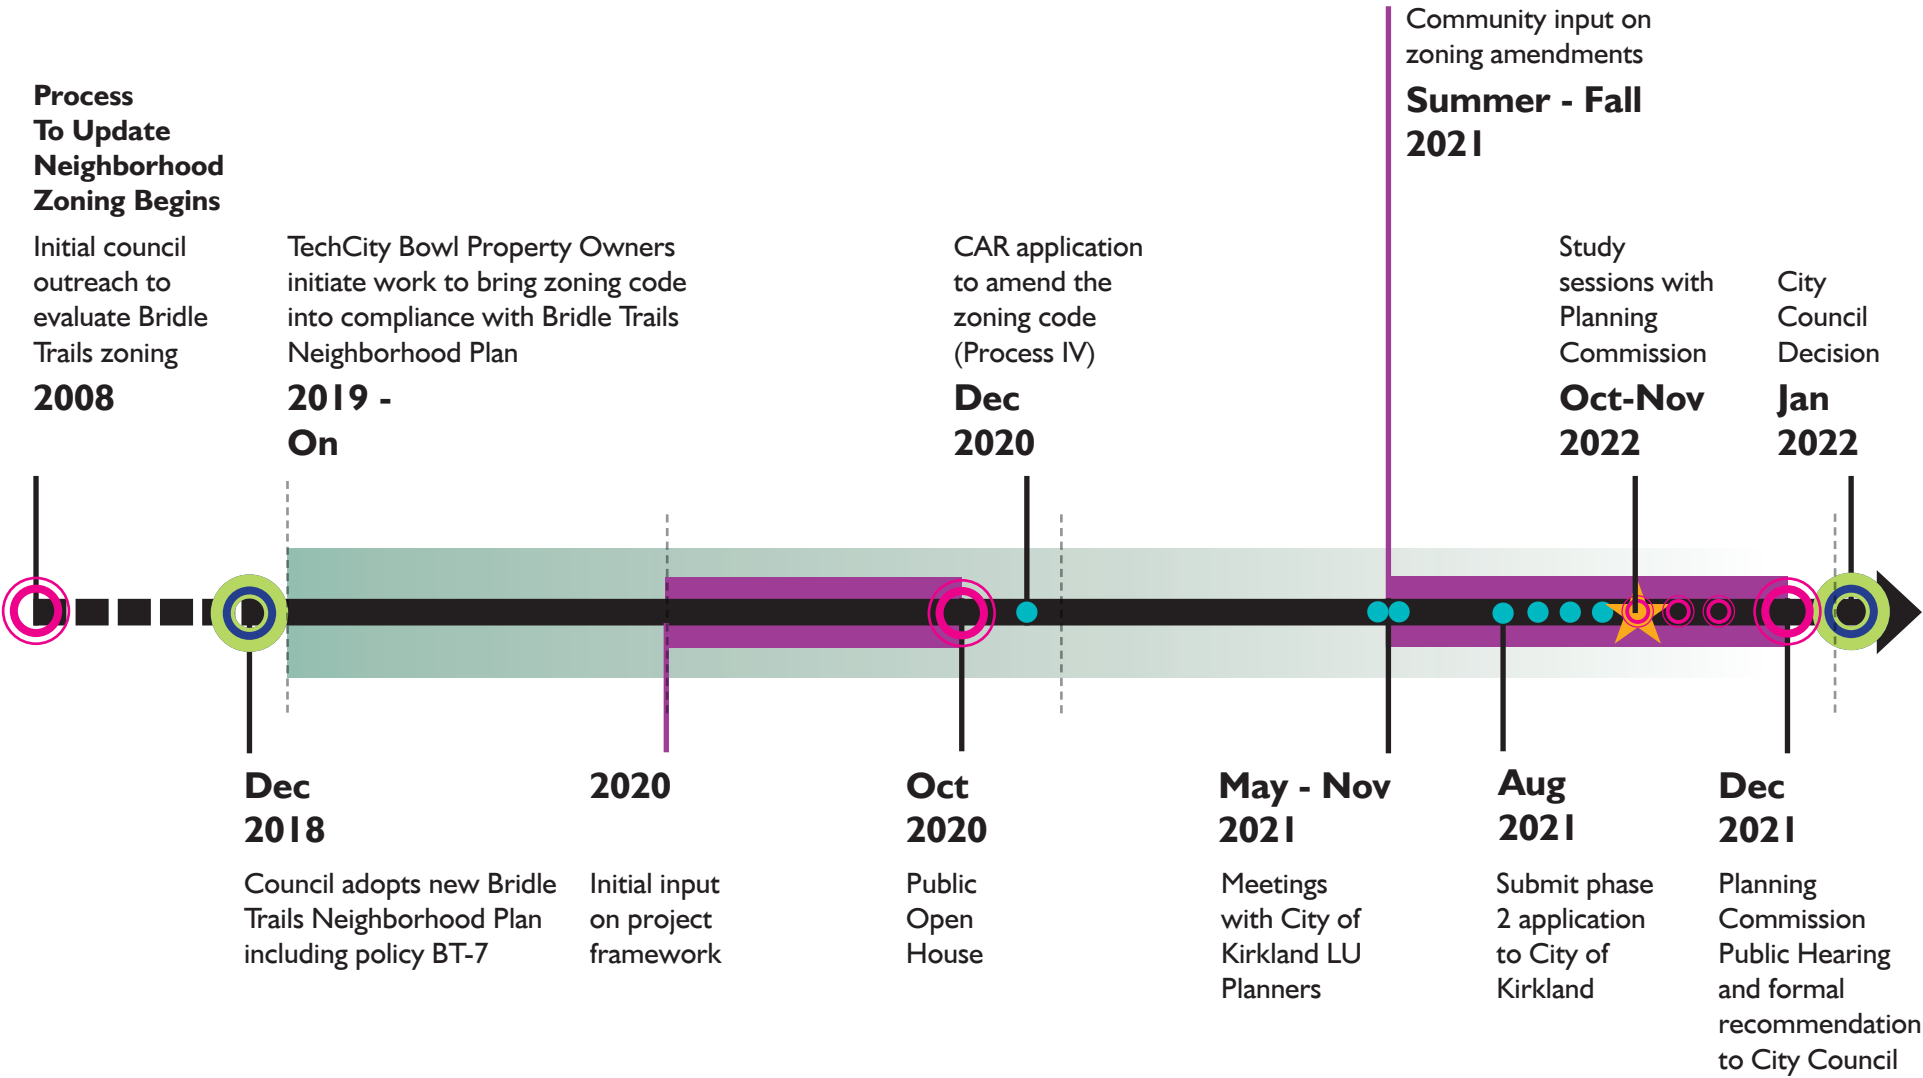 Community input on
zoning amendments
Summer - Fall
2021
Process
To Update
Neighborhood
Zoning Begins
Initial council
outreach to
evaluate Bridle
Trails zoning
2008
TechCity Bowl Property Owners
initiate work to bring zoning code
into compliance with Bridle Trails
Neighborhood Plan
2019 -
On
CAR application
to amend the
zoning code
(Process IV)
Dec
2020
Study
sessions with
Planning
Commission
Oct-Nov
2022
City
Council
Decision
Jan
2022
Dec
2018
Council adopts new Bridle
Trails Neighborhood Plan
including policy BT-7
2020
Initial input
on project
framework
Oct
2020
Public
Open
House
May - Nov
2021
Meetings
with City of
Kirkland LU
Planners
Aug
2021
Submit phase
2 application
to City of
Kirkland
Dec
2021
Planning
Commission
Public Hearing
and formal
recommendation
to City Council